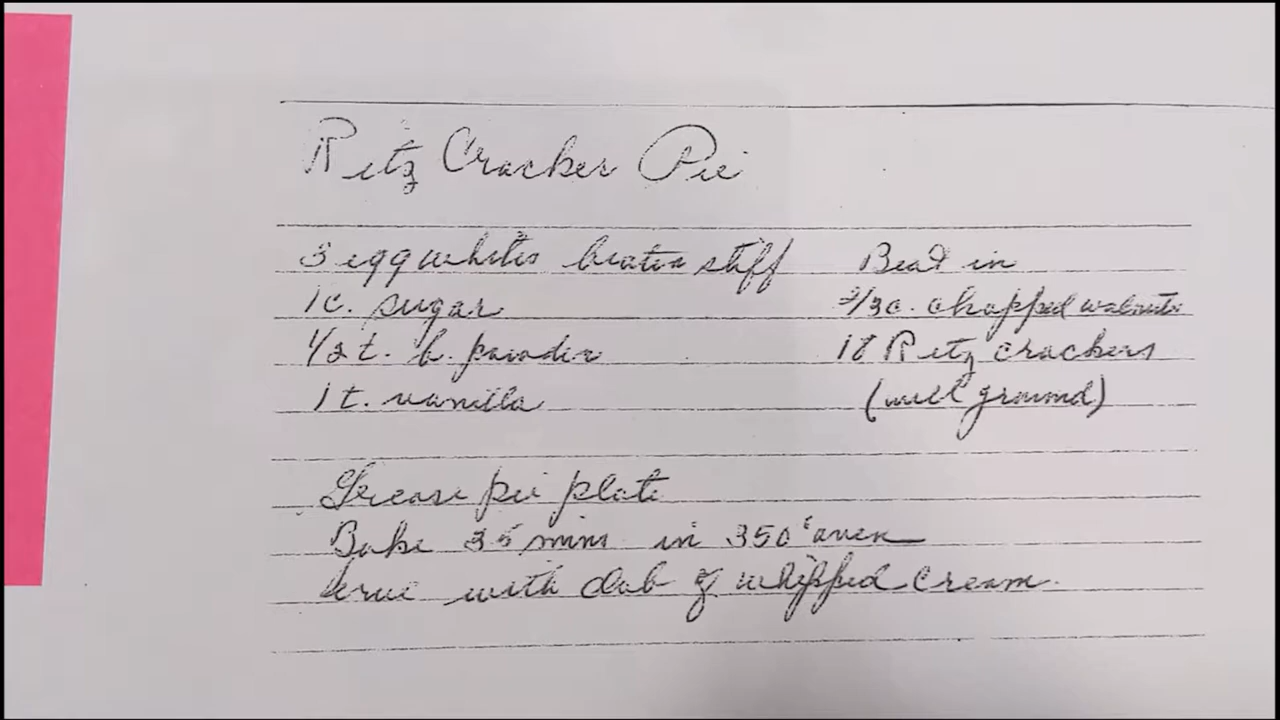 Ritz Cracker Pie
3 egg whites beaten stiff
1 c. sugar
1/2 t. b. powder
1 t. vanilla
Beat in
2/3 c. chopped walnuts
18 Ritz crackers
(well ground)
Grease pie plate
Bake 35 mins in 350° oven
Serve with dab of whipped cream.